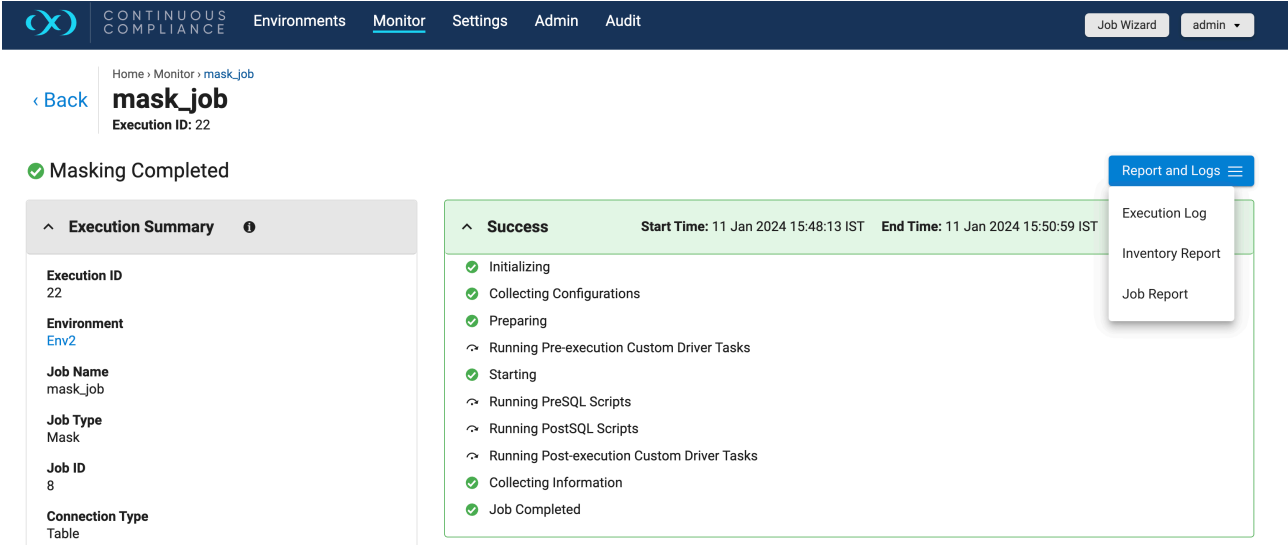 CONTINUOUS
COMPLIANCE
Environments Monitor Settings Admin Audit
Job Wizard
admin
Home › Monitor › mask_job
‹ Back
mask_job
Execution ID: 22
Masking Completed
Report and Logs
Execution Log
Inventory Report
Job Report
Execution Summary
Execution ID
22
Environment
Env2
Job Name
mask_job
Job Type
Mask
Job ID
8
Connection Type
Table
Success Start Time: 11 Jan 2024 15:48:13 IST End Time: 11 Jan 2024 15:50:59 IST
Initializing
Collecting Configurations
Preparing
Running Pre-execution Custom Driver Tasks
Starting
Running PreSQL Scripts
Running PostSQL Scripts
Running Post-execution Custom Driver Tasks
Collecting Information
Job Completed